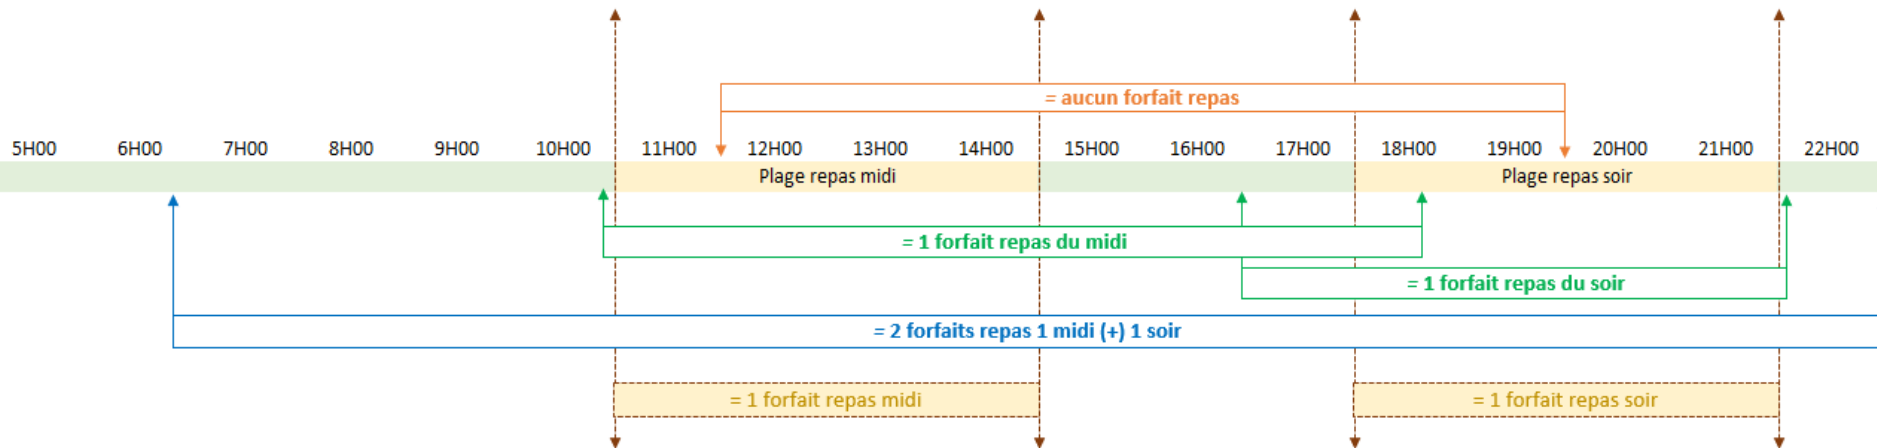 = aucun forfait repas
5H00 6H00 7H00 8H00 9H00 10H00 11H00 12H00 13H00 14H00 15H00 16H00 17H00 18H00 19H00 20H00 21H00 22H00
Plage repas midi Plage repas soir
= 1 forfait repas du midi
= 1 forfait repas du soir
= 2 forfaits repas 1 midi (+) 1 soir
= 1 forfait repas midi = 1 forfait repas soir